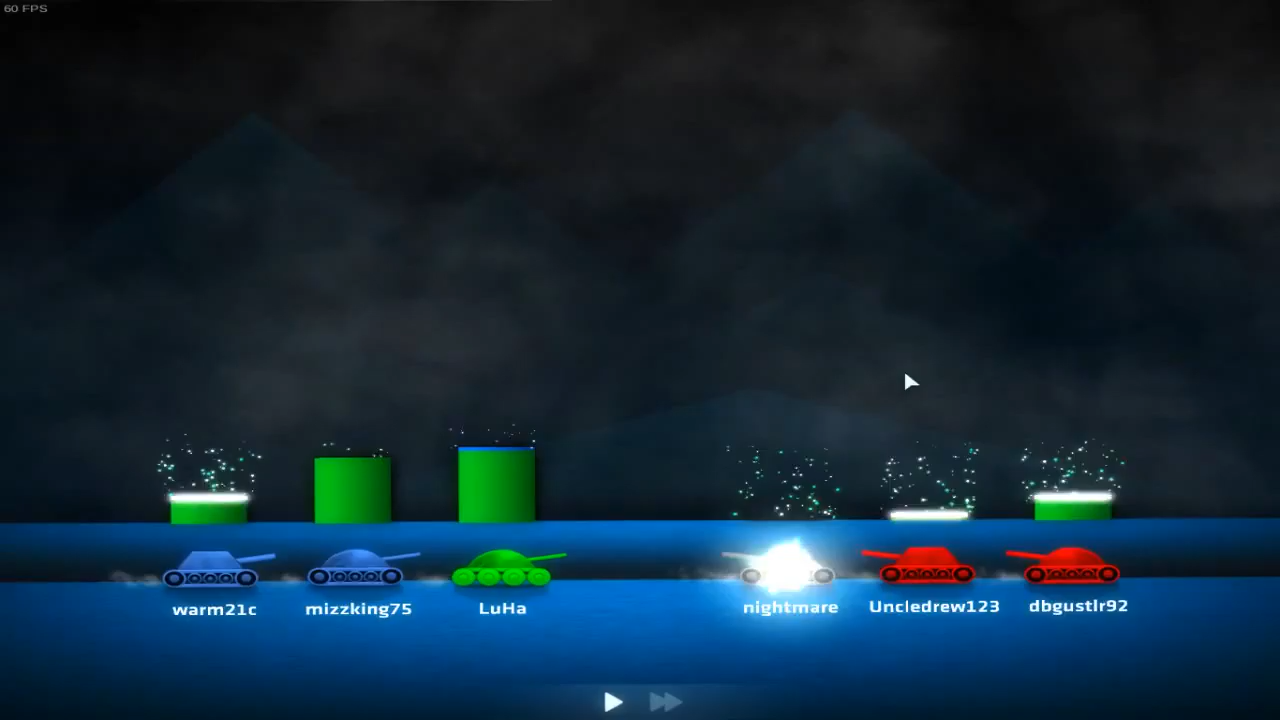 60 FPS
warm21c
mizzking75
LuHa
nightmare
Uncledrew123
dbgustlr92